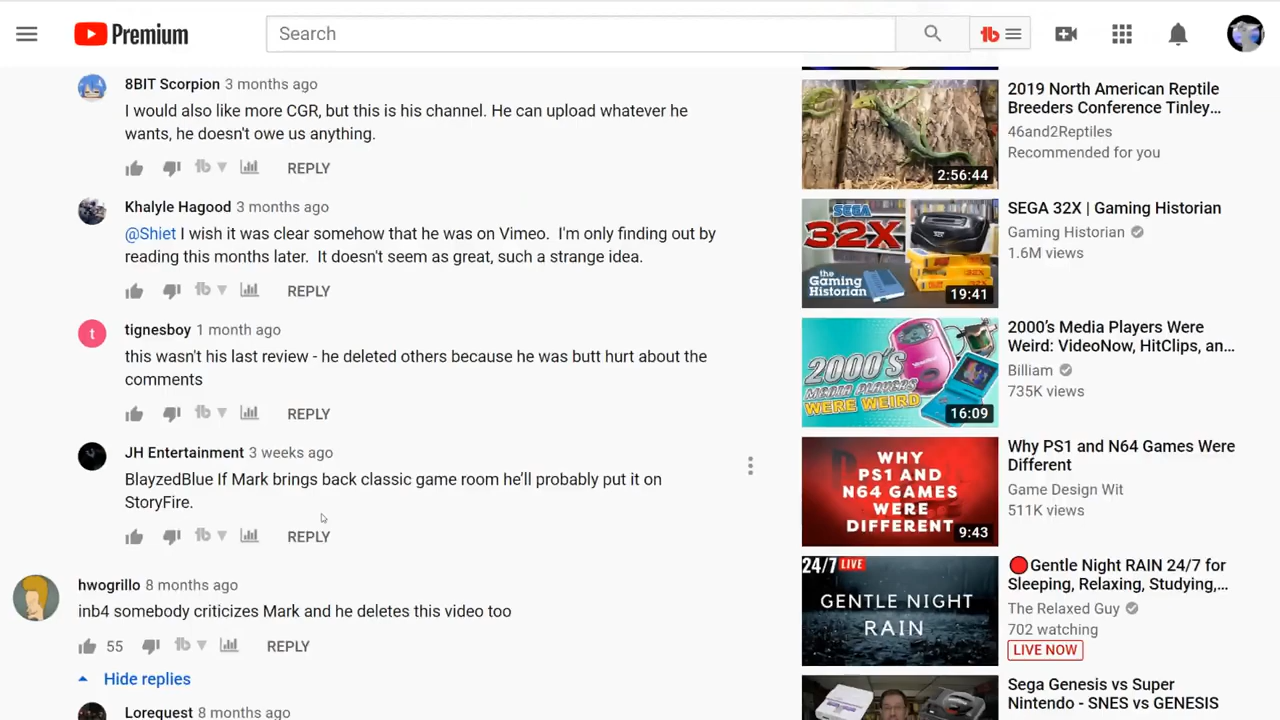 Premium
Search
8BIT Scorpion 3 months ago
I would also like more CGR, but this is his channel. He can upload whatever he
wants, he doesn't owe us anything.
REPLY
Khalyle Hagood 3 months ago
@Shiet I wish it was clear somehow that he was on Vimeo.  I'm only finding out by
reading this months later.  It doesn't seem as great, such a strange idea.
REPLY
t
tignesboy 1 month ago
this wasn't his last review - he deleted others because he was butt hurt about the
comments
REPLY
JH Entertainment 3 weeks ago
BlayzedBlue If Mark brings back classic game room he'll probably put it on
StoryFire.
REPLY
hwogrillo 8 months ago
inb4 somebody criticizes Mark and he deletes this video too
55
REPLY
Hide replies
Lorequest 8 months ago
2:56:44
2019 North American Reptile
Breeders Conference Tinley...
46and2Reptiles
Recommended for you
SEGA
32X
the
Gaming
Historian
19:41
SEGA 32X | Gaming Historian
Gaming Historian
1.6M views
2000's
MEDIA PLAYERS
WERE WEIRD
16:09
2000's Media Players Were
Weird: VideoNow, HitClips, an...
Billiam
735K views
WHY
PS1 AND
N64 GAMES
WERE
DIFFERENT
9:43
Why PS1 and N64 Games Were
Different
Game Design Wit
511K views
24/7 LIVE
GENTLE NIGHT
RAIN
Gentle Night RAIN 24/7 for
Sleeping, Relaxing, Studying,...
The Relaxed Guy
702 watching
LIVE NOW
Sega Genesis vs Super
Nintendo - SNES vs GENESIS